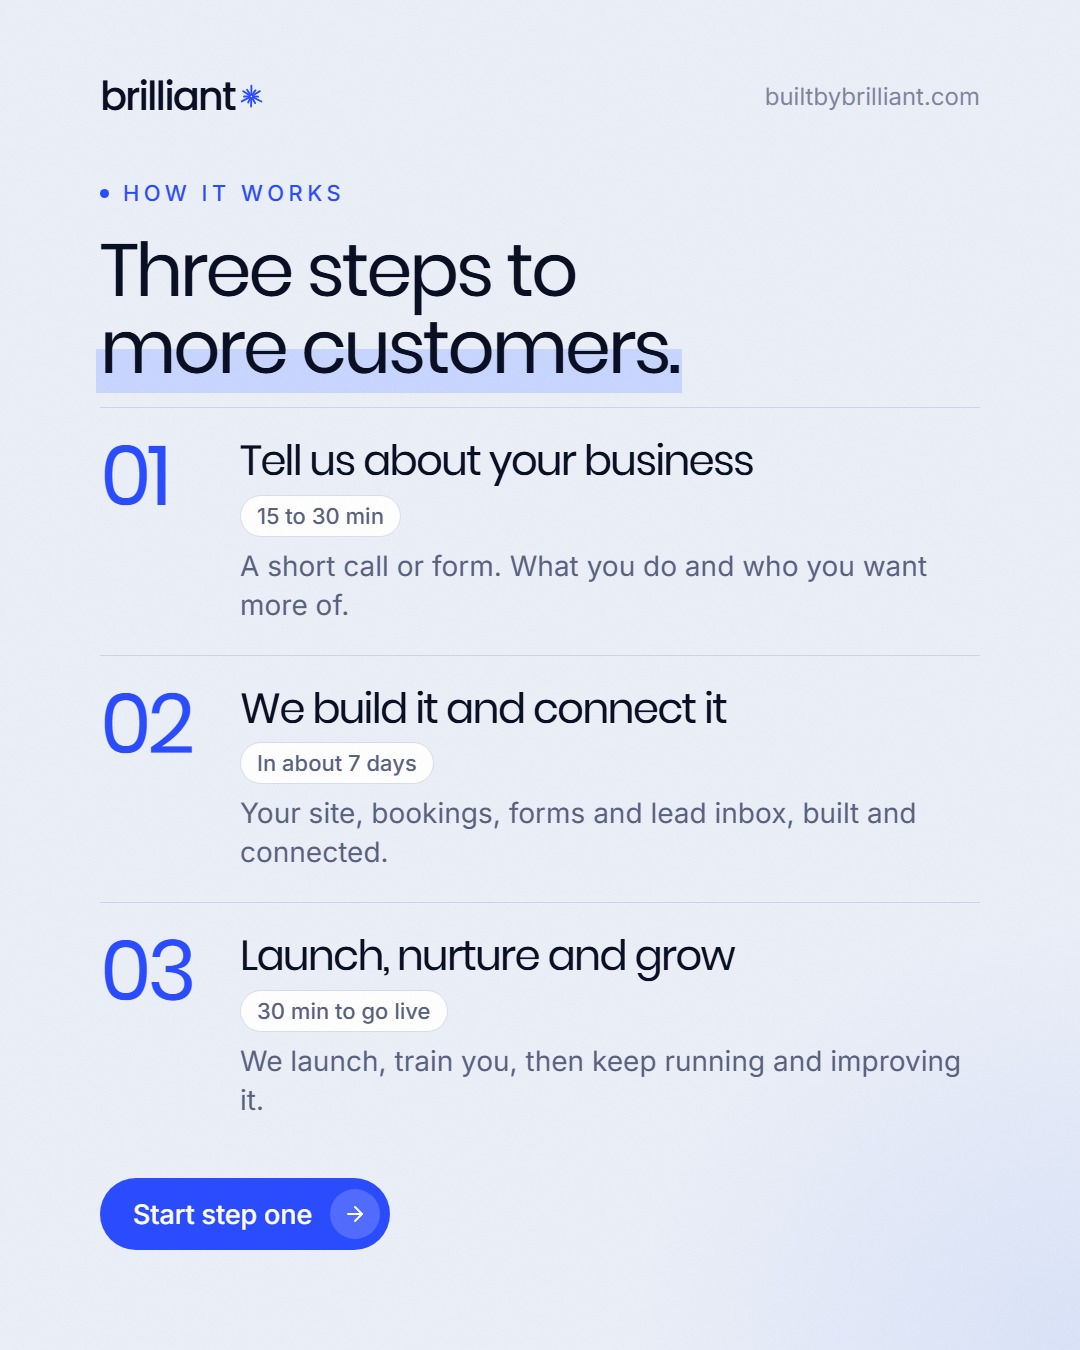 brilliant
builtbybrilliant.com
HOW IT WORKS
Three steps to
more customers.
01
Tell us about your business
15 to 30 min
A short call or form. What you do and who you want
more of.
02
We build it and connect it
In about 7 days
Your site, bookings, forms and lead inbox, built and
connected.
03
Launch, nurture and grow
30 min to go live
We launch, train you, then keep running and improving
it.
Start step one